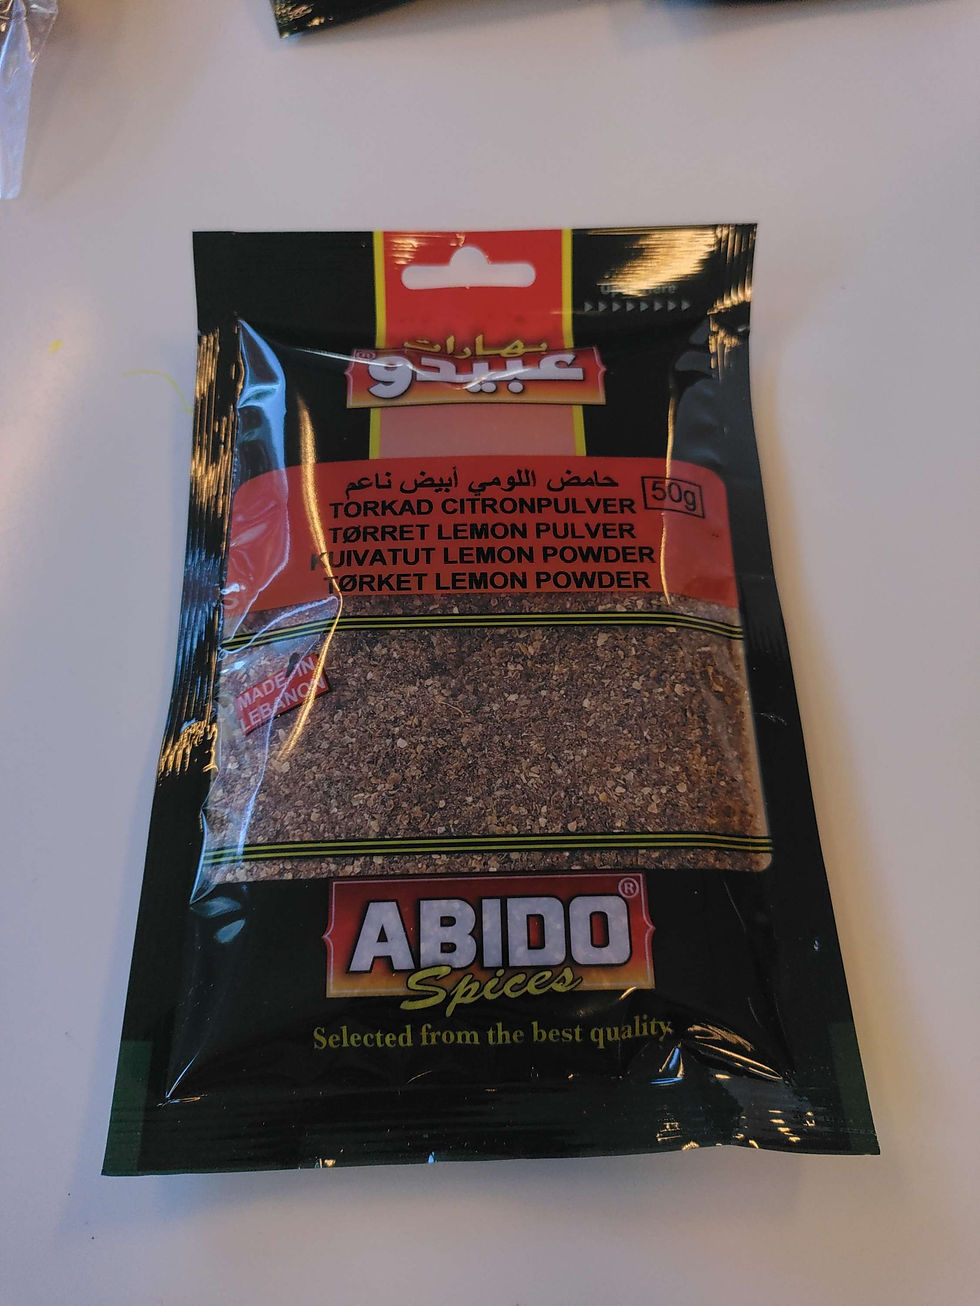 بهارات
عبيدو®
حامض اللومي أبيض ناعم
50g
TORKAD CITRONPULVER
TØRRET LEMON PULVER
KUIVATUT LEMON POWDER
TØRKET LEMON POWDER
MADE IN
LEBANON
ABIDO®
Spices
Selected from the best quality